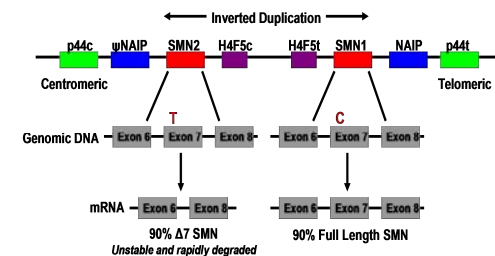 Inverted Duplication
p44c ψNAIP SMN2 H4F5c H4F5t SMN1 NAIP p44t
Centromeric Telomeric
T C
Genomic DNA Exon 6 Exon 7 Exon 8 Exon 6 Exon 7 Exon 8
mRNA Exon 6 Exon 8 Exon 6 Exon 7 Exon 8
90% Δ7 SMN 90% Full Length SMN
Unstable and rapidly degraded